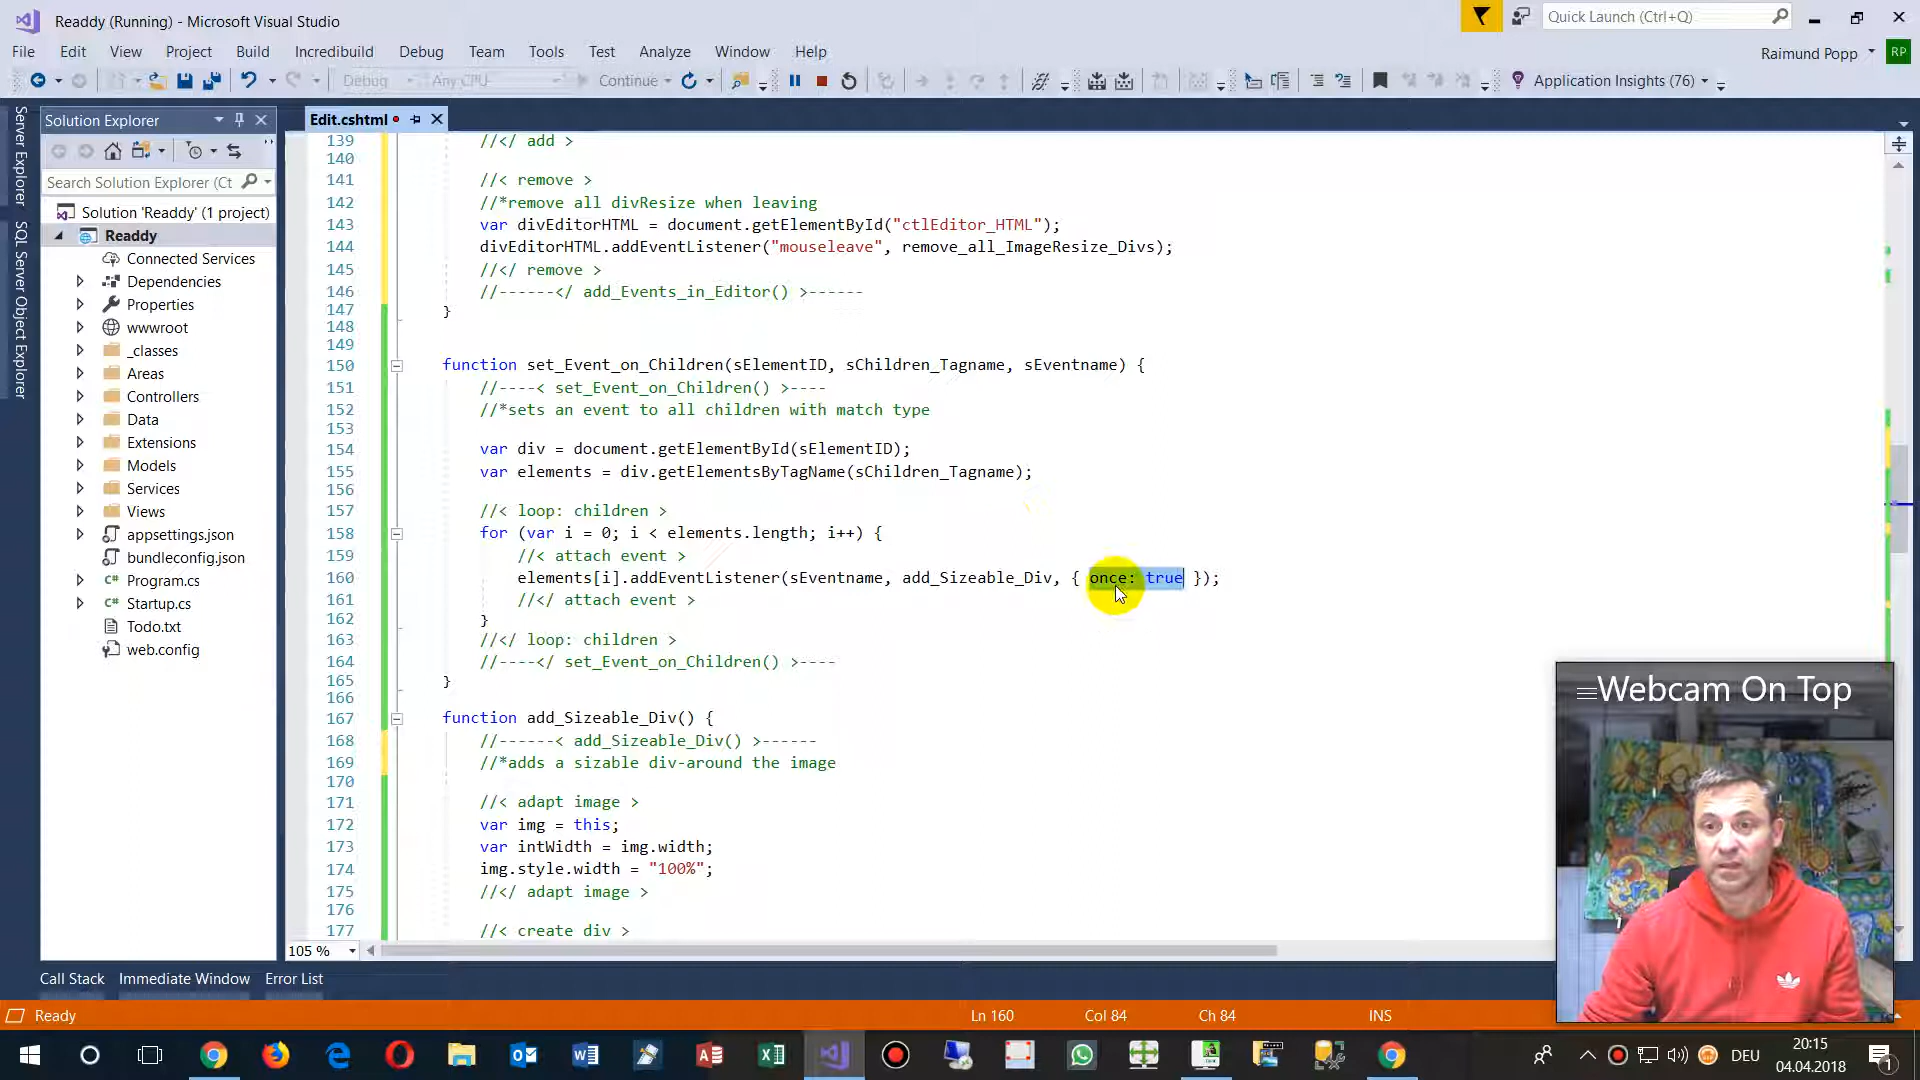 Readdy (Running) - Microsoft Visual Studio
Quick Launch (Ctrl+Q)
File Edit View Project Build Incredibuild Debug Team Tools Test Analyze Window Help
Raimund Popp
RP
Debug
Any CPU
Continue
Application Insights (76)
Server Explorer
SQL Server Object Explorer
Solution Explorer
Search Solution Explorer (Ct
Solution 'Readdy' (1 project)
Readdy
Connected Services
Dependencies
Properties
wwwroot
_classes
Areas
Controllers
Data
Extensions
Models
Services
Views
appsettings.json
bundleconfig.json
Program.cs
Startup.cs
Todo.txt
web.config
Edit.cshtml
139 //</ add >
140
141 //< remove >
142 //*remove all divResize when leaving
143 var divEditorHTML = document.getElementById("ctlEditor_HTML");
144 divEditorHTML.addEventListener("mouseleave", remove_all_ImageResize_Divs);
145 //</ remove >
146 //------</ add_Events_in_Editor() >------
147 }
148
149
150 function set_Event_on_Children(sElementID, sChildren_Tagname, sEventname) {
151 //----< set_Event_on_Children() >----
152 //*sets an event to all children with match type
153
154 var div = document.getElementById(sElementID);
155 var elements = div.getElementsByTagName(sChildren_Tagname);
156
157 //< loop: children >
158 for (var i = 0; i < elements.length; i++) {
159 //< attach event >
160 elements[i].addEventListener(sEventname, add_Sizeable_Div, { once: true });
161 //</ attach event >
162 }
163 //</ loop: children >
164 //----</ set_Event_on_Children() >----
165 }
166
167 function add_Sizeable_Div() {
168 //------< add_Sizeable_Div() >------
169 //*adds a sizable div-around the image
170
171 //< adapt image >
172 var img = this;
173 var intWidth = img.width;
174 img.style.width = "100%";
175 //</ adapt image >
176
177 //< create div >
105 %
Webcam On Top
Call Stack Immediate Window Error List
Ready
Ln 160 Col 84 Ch 84 INS
DEU
20:15
04.04.2018
1